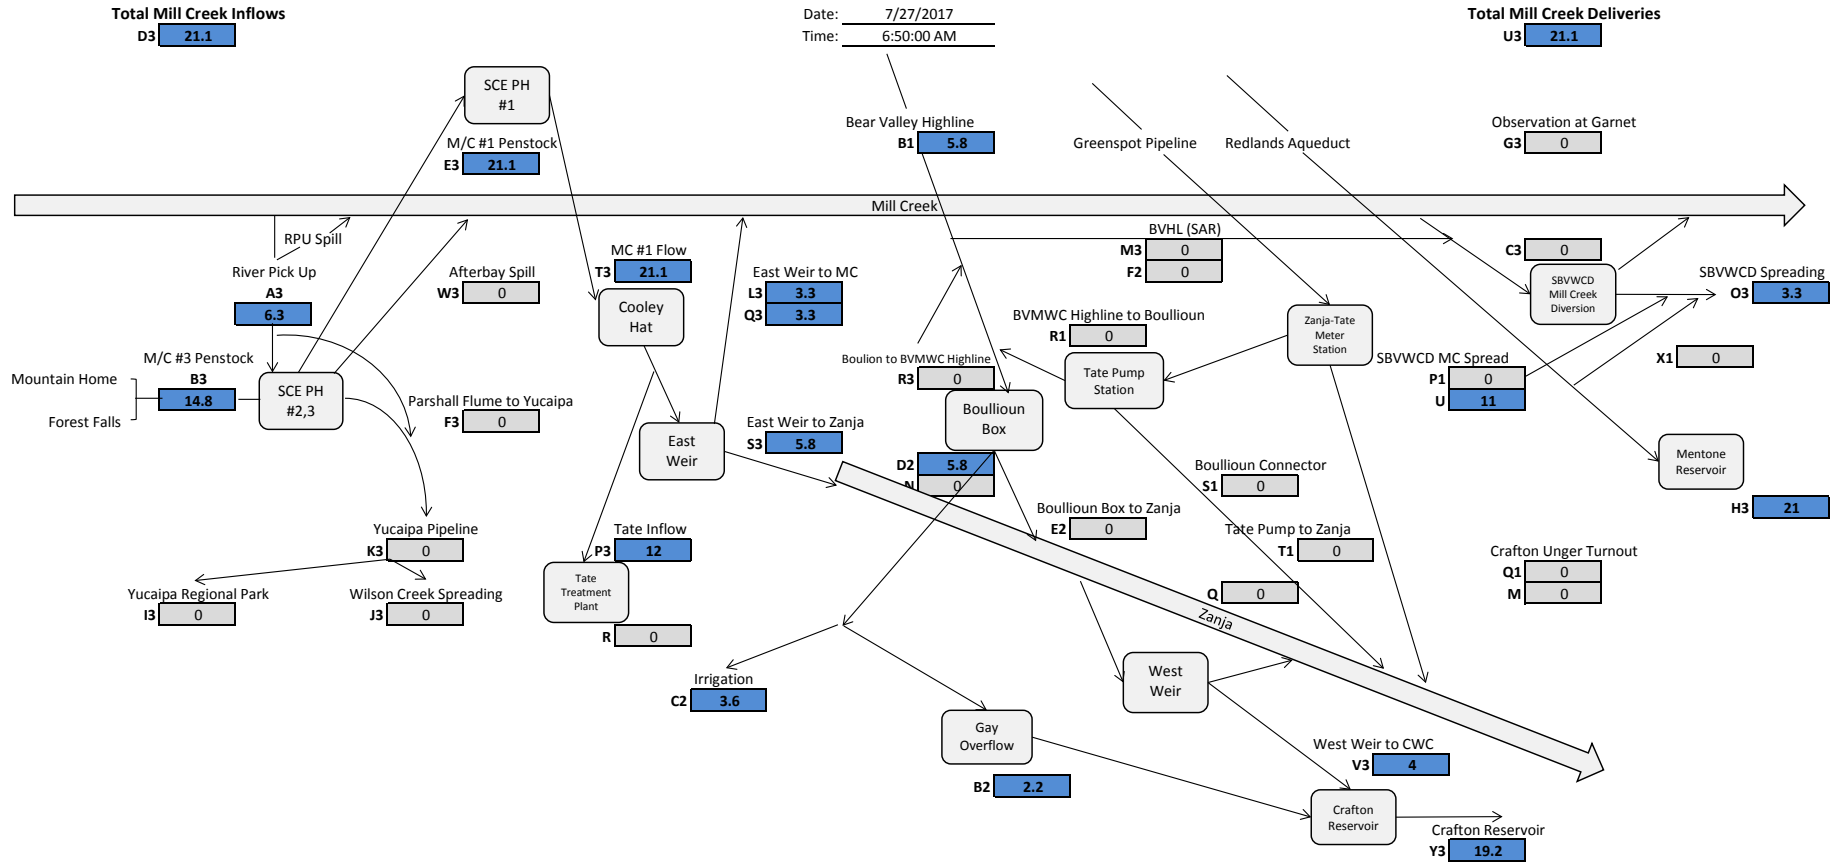 Total Mill Creek Inflows
D3 21.1
Date: 7/27/2017
Time: 6:50:00 AM
Total Mill Creek Deliveries
U3 21.1
SCE PH
#1
M/C #1 Penstock
E3 21.1
Bear Valley Highline
B1 5.8
Greenspot Pipeline
Redlands Aqueduct
Observation at Garnet
G3 0
Mill Creek
RPU Spill
River Pick Up
A3
6.3
Afterbay Spill
W3 0
MC #1 Flow
T3 21.1
Cooley
Hat
East Weir to MC
L3 3.3
Q3 3.3
BVHL (SAR)
M3 0
F2 0
C3 0
SBVWCD
Mill Creek
Diversion
SBVWCD Spreading
O3 3.3
BVMWC Highline to Boullioun
R1 0
Zanja-Tate
Meter
Station
Boulion to BVMWC Highline
R3 0
Tate Pump
Station
SBVWCD MC Spread
P1 0
U 11
X1 0
M/C #3 Penstock
B3
14.8
Mountain Home
Forest Falls
SCE PH
#2,3
Parshall Flume to Yucaipa
F3 0
East
Weir
East Weir to Zanja
S3 5.8
Boullioun
Box
D2 5.8
N 0
Boullioun Connector
S1 0
Mentone
Reservoir
H3 21
Boullioun Box to Zanja
E2 0
Tate Pump to Zanja
T1 0
Yucaipa Pipeline
K3 0
Tate Inflow
P3 12
Tate
Treatment
Plant
R 0
Crafton Unger Turnout
Q1 0
M 0
Yucaipa Regional Park
I3 0
Wilson Creek Spreading
J3 0
Q 0
Zanja
Irrigation
C2 3.6
West
Weir
Gay
Overflow
B2 2.2
West Weir to CWC
V3 4
Crafton
Reservoir
Crafton Reservoir
Y3 19.2